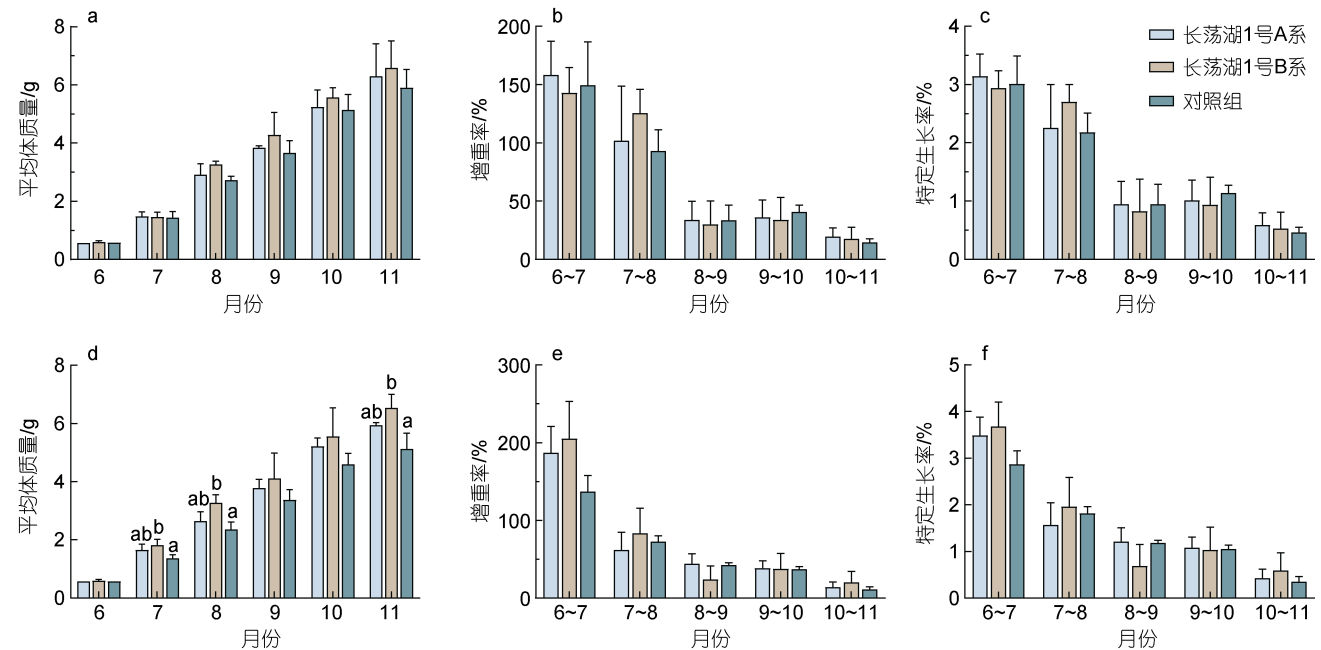 a
平均体质量/g
8
6
4
2
0
6 7 8 9 10 11
月份
b
增重率/%
200
150
100
50
0
6~7 7~8 8~9 9~10 10~11
月份
c
特定生长率/%
4
3
2
1
0
6~7 7~8 8~9 9~10 10~11
月份
长荡湖1号A系
长荡湖1号B系
对照组
d
平均体质量/g
8
6
4
2
0
ab b a
ab b a
ab b a
6 7 8 9 10 11
月份
e
增重率/%
300
200
100
0
6~7 7~8 8~9 9~10 10~11
月份
f
特定生长率/%
5
4
3
2
1
0
6~7 7~8 8~9 9~10 10~11
月份